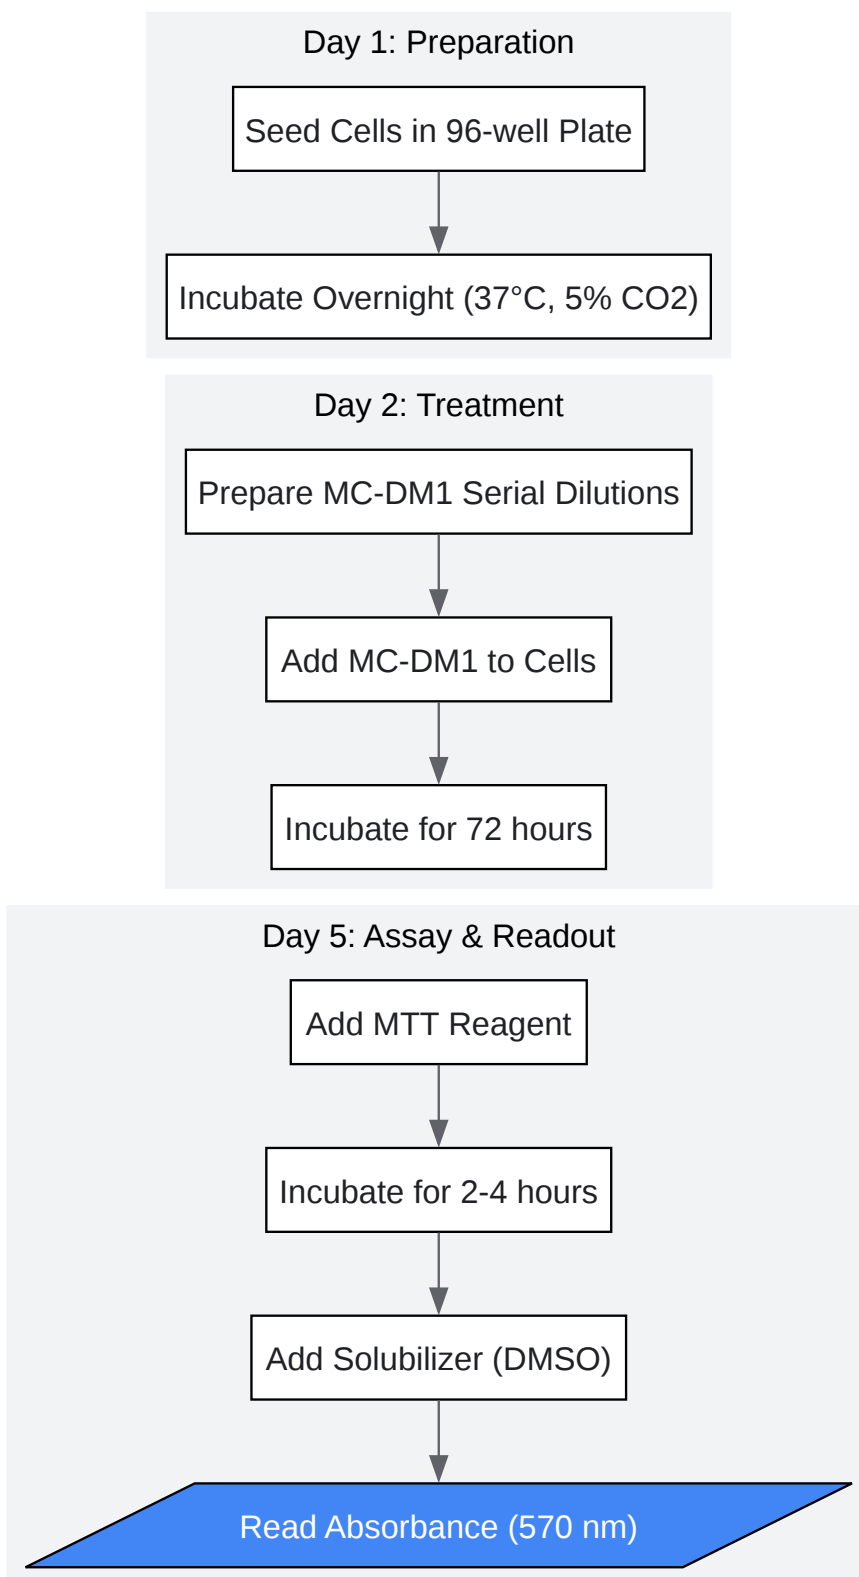 Day 1: Preparation
Seed Cells in 96-well Plate
Incubate Overnight (37°C, 5% CO2)
Day 2: Treatment
Prepare MC-DM1 Serial Dilutions
Add MC-DM1 to Cells
Incubate for 72 hours
Day 5: Assay & Readout
Add MTT Reagent
Incubate for 2-4 hours
Add Solubilizer (DMSO)
Read Absorbance (570 nm)